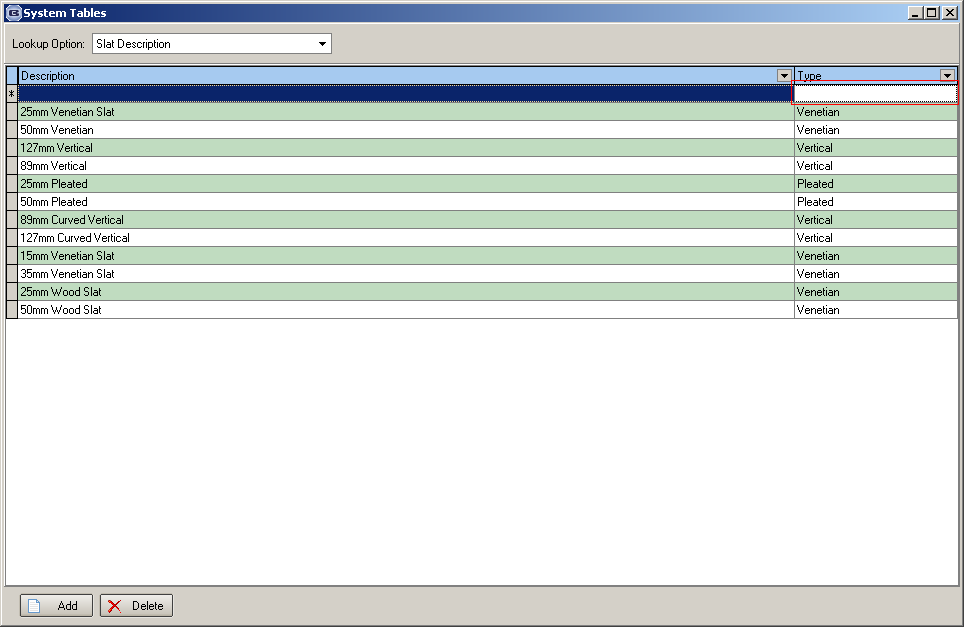 System Tables
Lookup Option: Slat Description
Description Type
*
25mm Venetian Slat Venetian
50mm Venetian Venetian
127mm Vertical Vertical
89mm Vertical Vertical
25mm Pleated Pleated
50mm Pleated Pleated
89mm Curved Vertical Vertical
127mm Curved Vertical Vertical
15mm Venetian Slat Venetian
35mm Venetian Slat Venetian
25mm Wood Slat Venetian
50mm Wood Slat Venetian
Add Delete